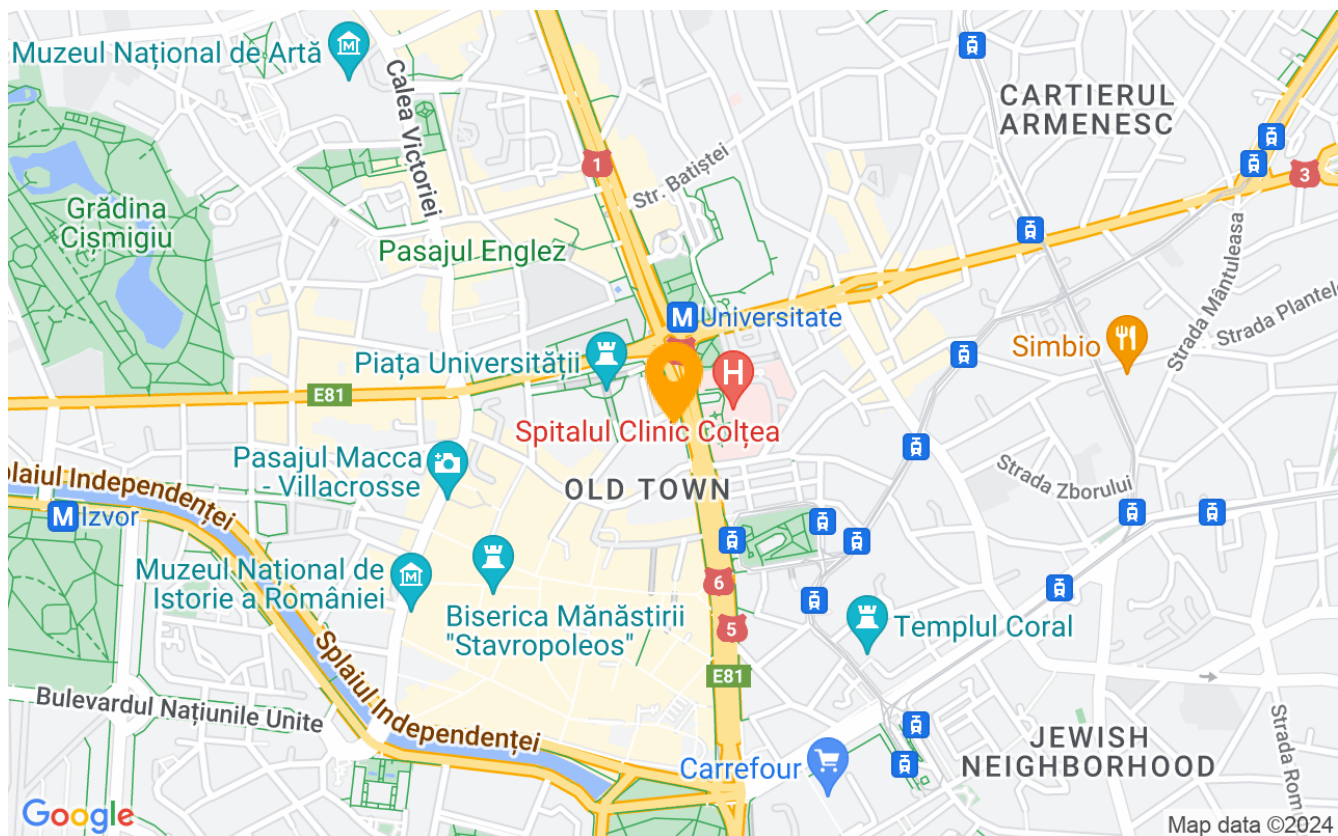 Muzeul Național de Artă
Calea Victoriei
CARTIERUL
ARMENESC
1
3
Str. Batiștei
Grădina
Cișmigiu
Pasajul Englez
Strada Mântuleasa
Strada Plantelo
M
Universitate
Simbio
Piața Universității
H
E81
Spitalul Clinic Colțea
Pasajul Macca
- Villacrosse
OLD TOWN
Strada Zborului
plaiul Independenței
M
Izvor
Muzeul Național de
Istorie a României
6
Biserica Mănăstirii
"Stavropoleos"
5
Templul Coral
E81
Splaiul Independenței
Bulevardul Națiunile Unite
Carrefour
JEWISH
NEIGHBORHOOD
Strada Rom
Google
Map data ©2024